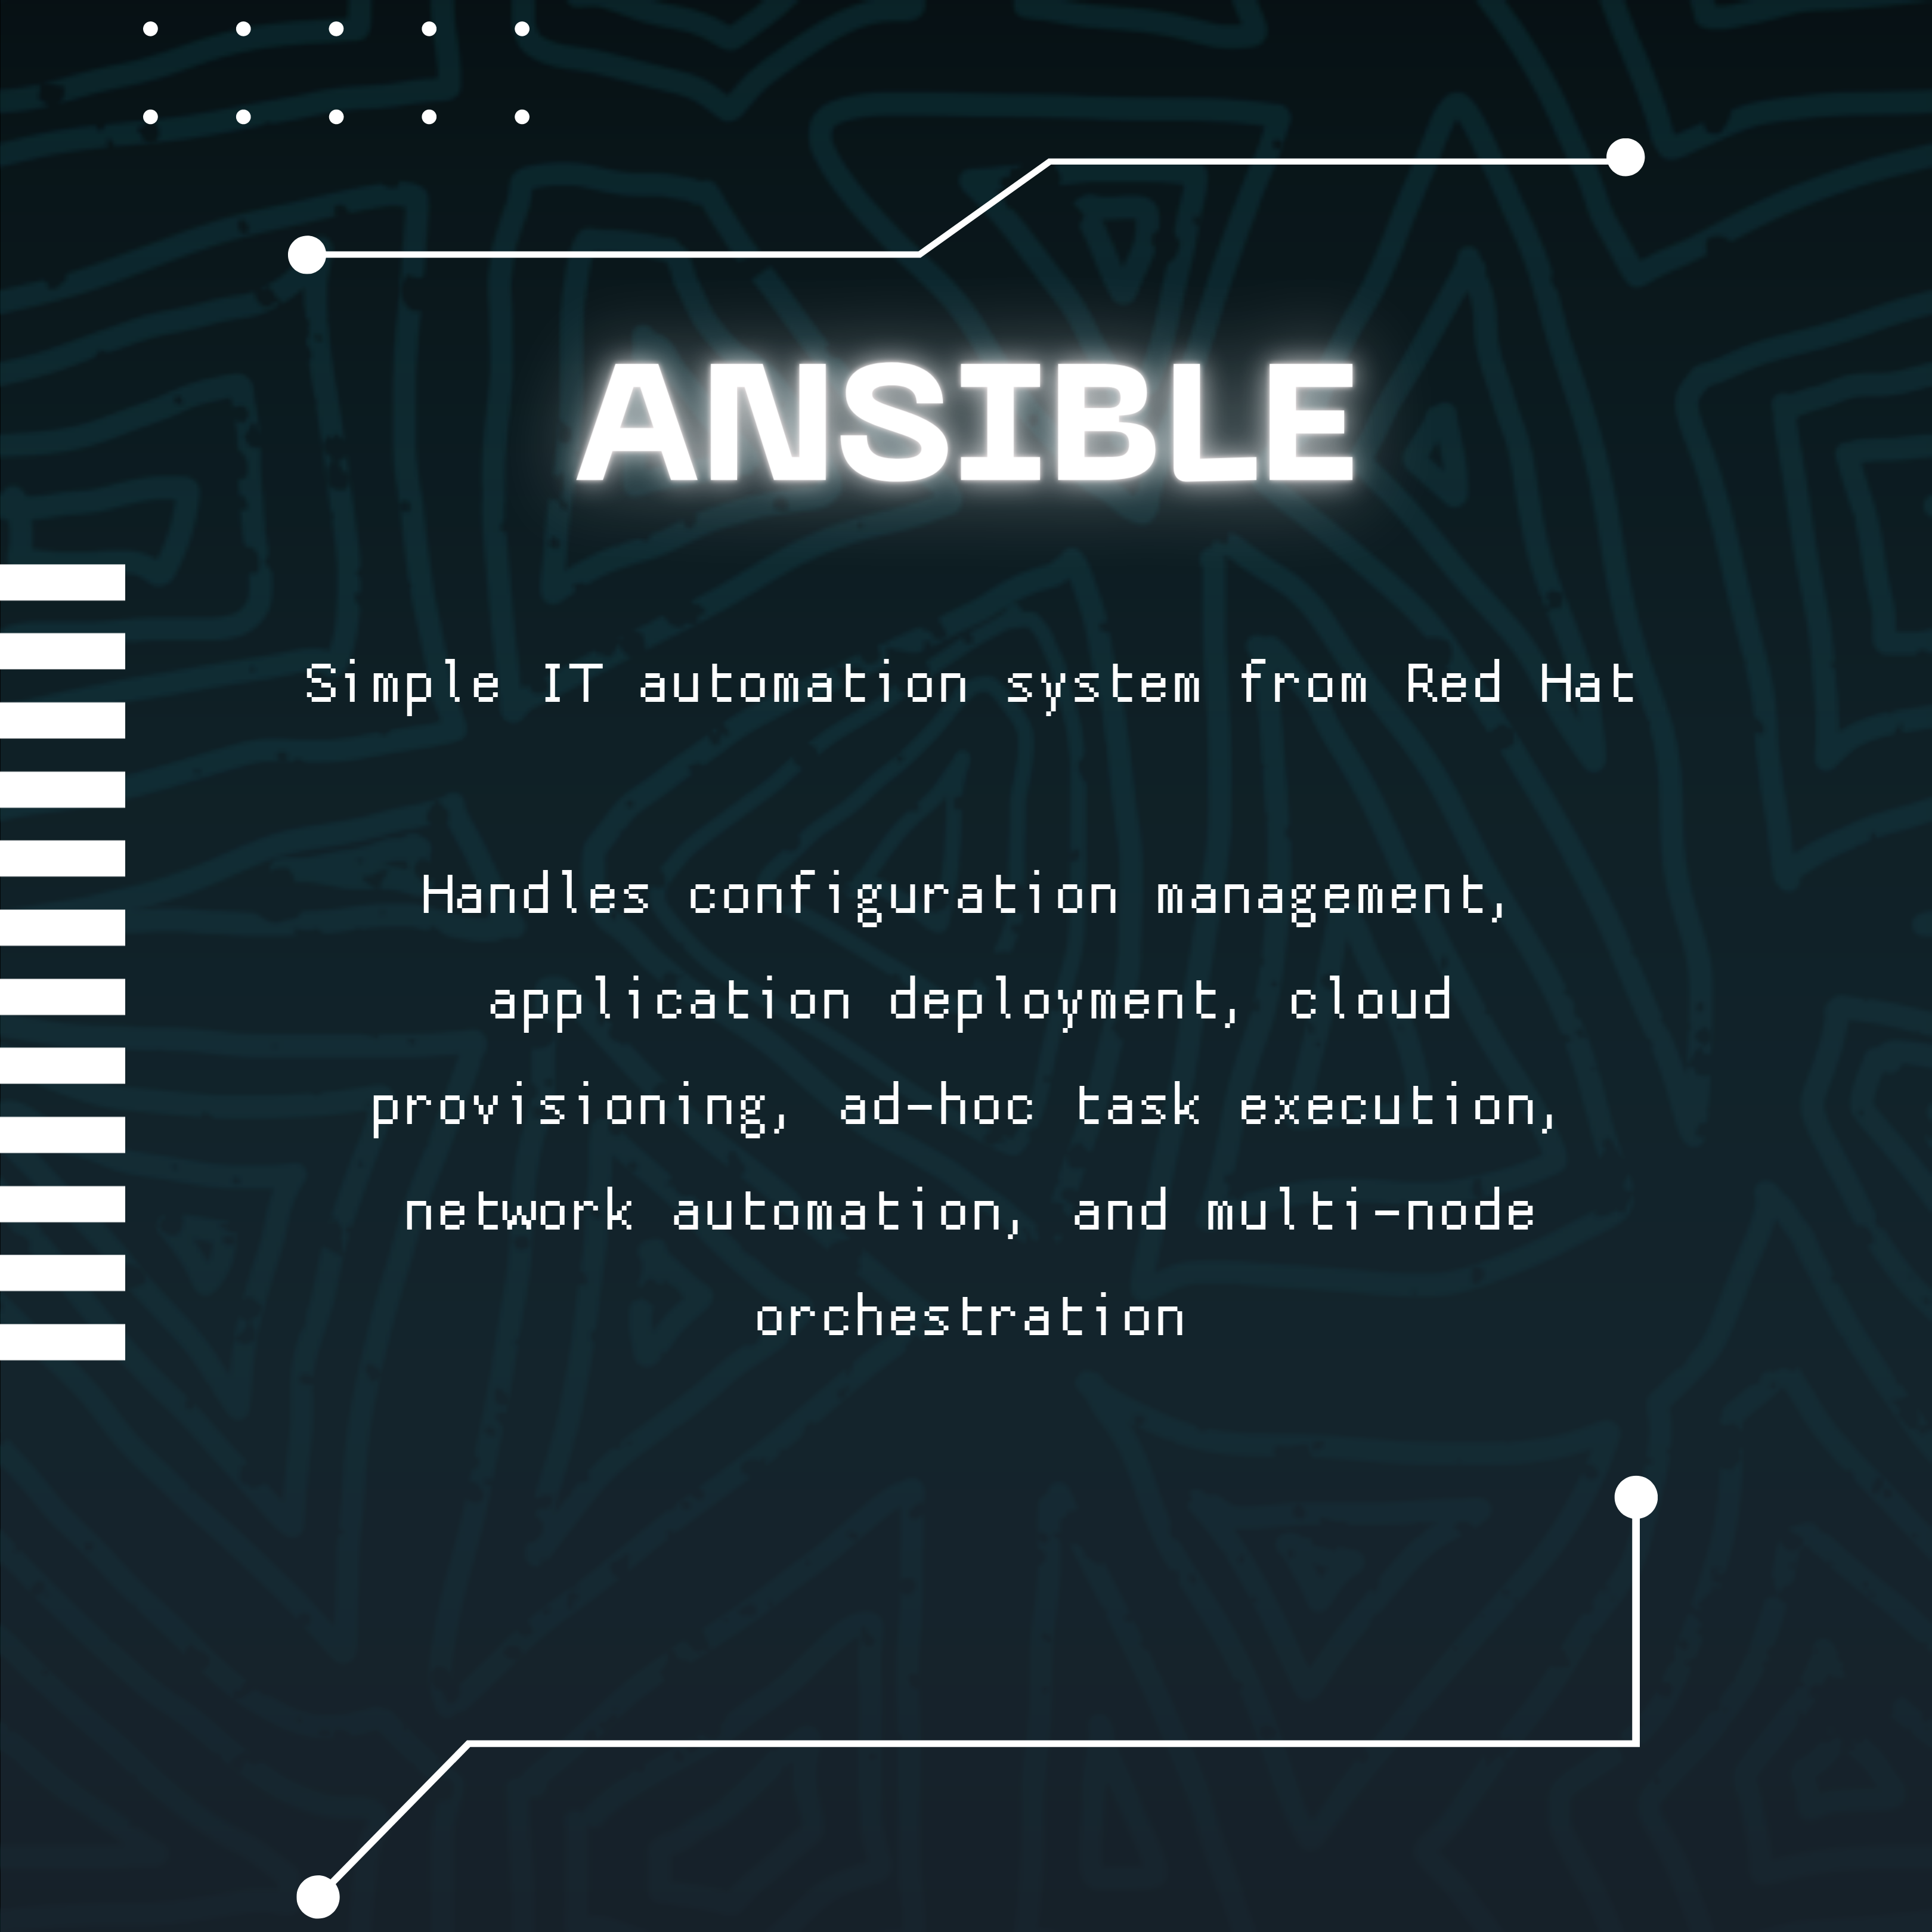 ANSIBLE
Simple IT automation system from Red Hat
Handles configuration management,
application deployment, cloud
provisioning, ad-hoc task execution,
network automation, and multi-node
orchestration